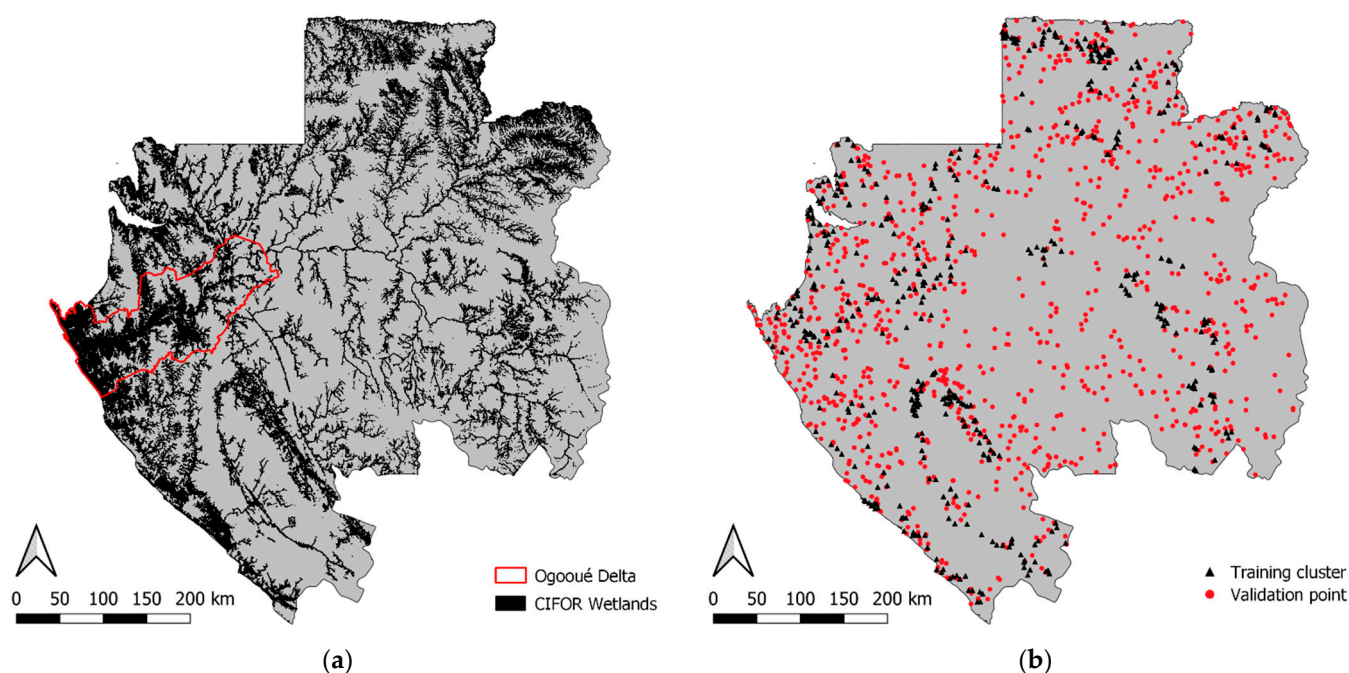 Ogooué Delta
CIFOR Wetlands
0 50 100 150 200 km
(a)
Training cluster
Validation point
0 50 100 150 200 km
(b)